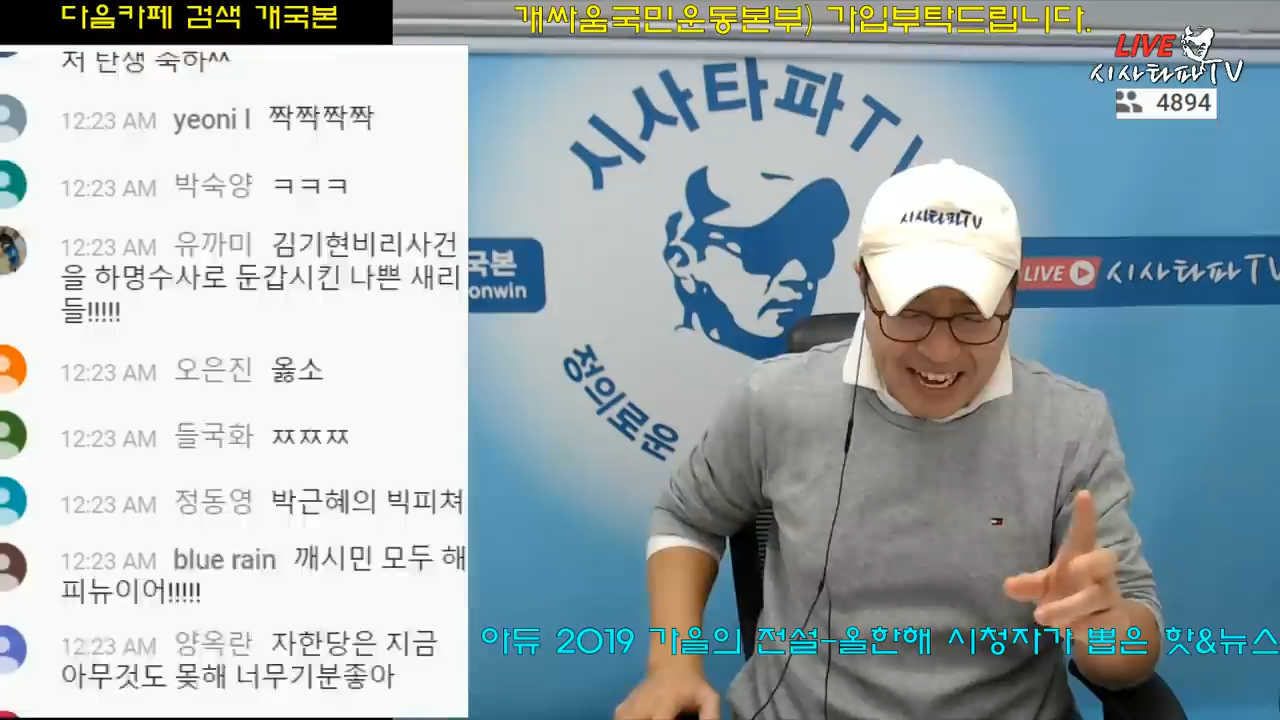 다음카페 검색 개국본
개싸움국민운동본부) 가입부탁드립니다.
LIVE
시사타파TV
4894
저 탄생 축하^^
12:23 AM yeoni l 짝짝짝짝
12:23 AM 박숙양 ㅋㅋㅋ
12:23 AM 유까미 김기현비리사건
을 하명수사로 둔갑시킨 나쁜 새리
들!!!!!
12:23 AM 오은진 옳소
12:23 AM 들국화 ㅉㅉㅉ
12:23 AM 정동영 박근혜의 빅피쳐
12:23 AM blue rain 깨시민 모두 해
피뉴이어!!!!!
12:23 AM 양옥란 자한당은 지금
아무것도 못해 너무기분좋아
시사타파TV
정의로운
국본
onwin
시사타파TV
LIVE 시사타파TV
아듀 2019 가을의 전설-올한해 시청자가 뽑은 핫&뉴스